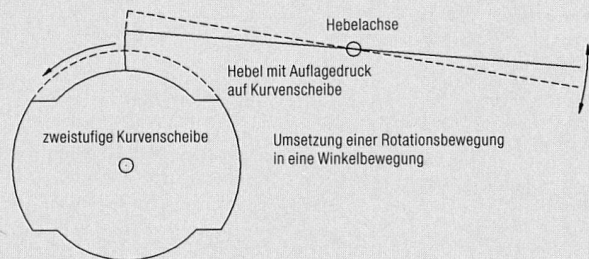 Hebelachse
Hebel mit Auflagedruck
auf Kurvenscheibe
zweistufige Kurvenscheibe
Umsetzung einer Rotationsbewegung
in eine Winkelbewegung